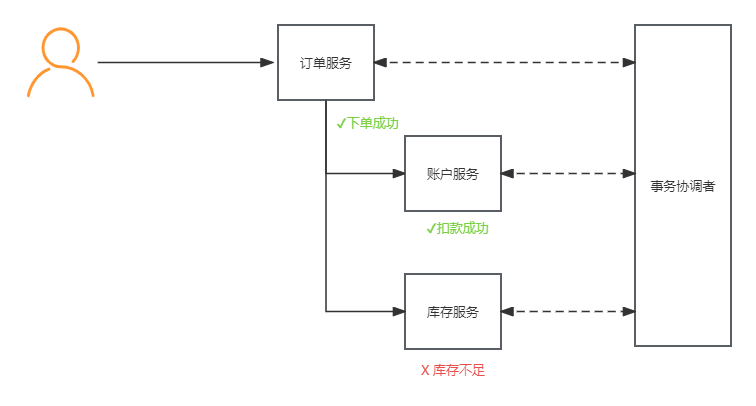 订单服务
✓下单成功
账户服务
事务协调者
✓扣款成功
库存服务
X 库存不足